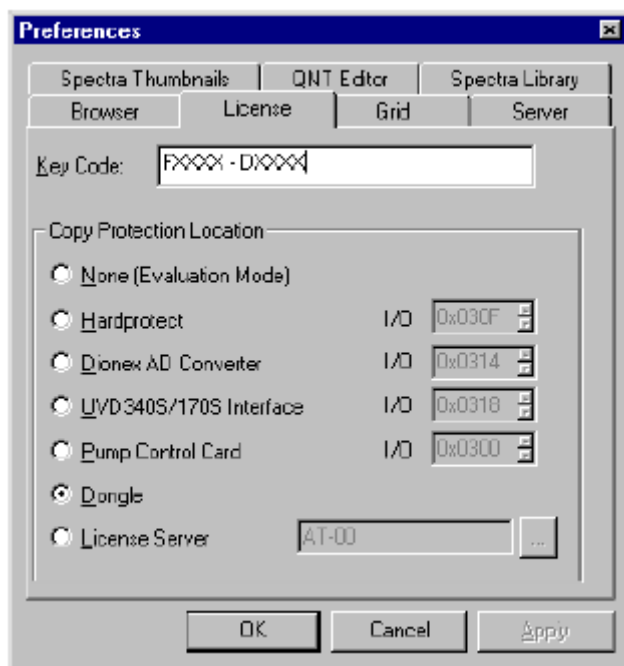 Preferences
Spectra Thumbnails QNT Editor Spectra Library
Browser License Grid Server
Key Code: FXXXX - DXXXX
Copy Protection Location
None (Evaluation Mode)
Hardprotect I/O 0x030F
Dionex AD Converter I/O 0x0314
UVD340S/170S Interface I/O 0x0318
Pump Control Card I/O 0x0300
Dongle
License Server AT-00 ...
OK Cancel Apply